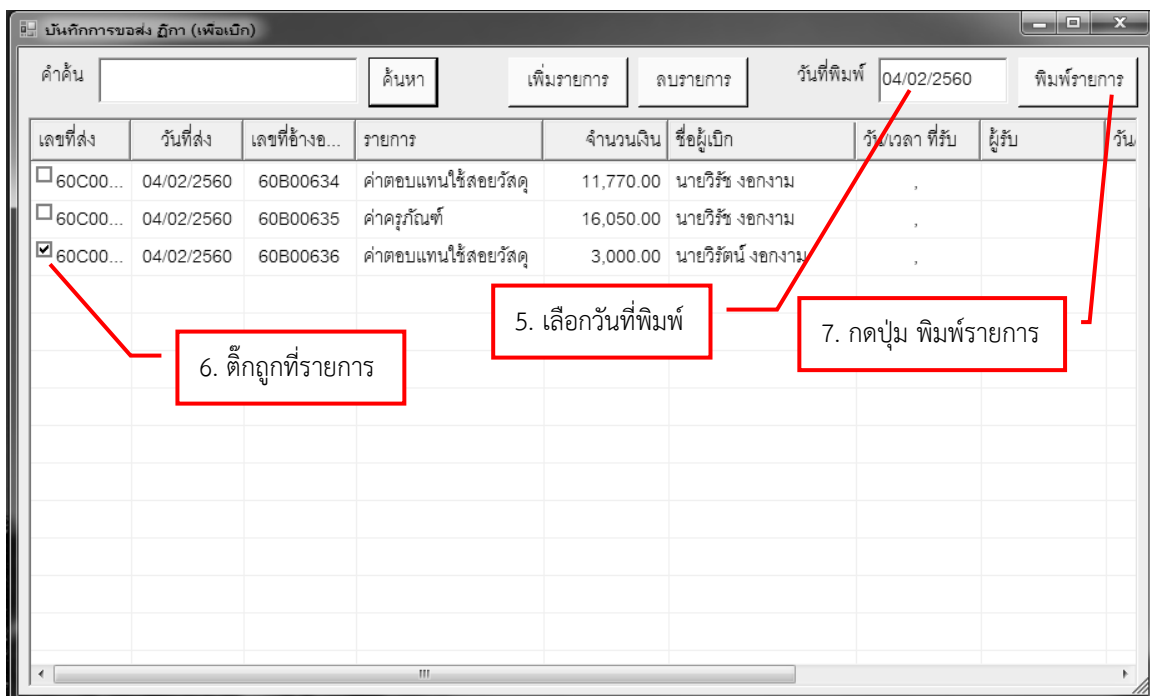 บันทึกการขอส่ง ฎีกา (เพื่อเบิก)
คำค้น ค้นหา เพิ่มรายการ ลบรายการ วันที่พิมพ์ 04/02/2560 พิมพ์รายการ
เลขที่ส่ง วันที่ส่ง เลขที่อ้างอ... รายการ จำนวนเงิน ชื่อผู้เบิก วัน/เวลา ที่รับ ผู้รับ วัน/
60C00... 04/02/2560 60B00634 ค่าตอบแทนใช้สอยวัสดุ 11,770.00 นายวิรัช งอกงาม ,
60C00... 04/02/2560 60B00635 ค่าครุภัณฑ์ 16,050.00 นายวิรัช งอกงาม ,
60C00... 04/02/2560 60B00636 ค่าตอบแทนใช้สอยวัสดุ 3,000.00 นายวิรัตน์ งอกงาม ,
5. เลือกวันที่พิมพ์
7. กดปุ่ม พิมพ์รายการ
6. ติ๊กถูกที่รายการ